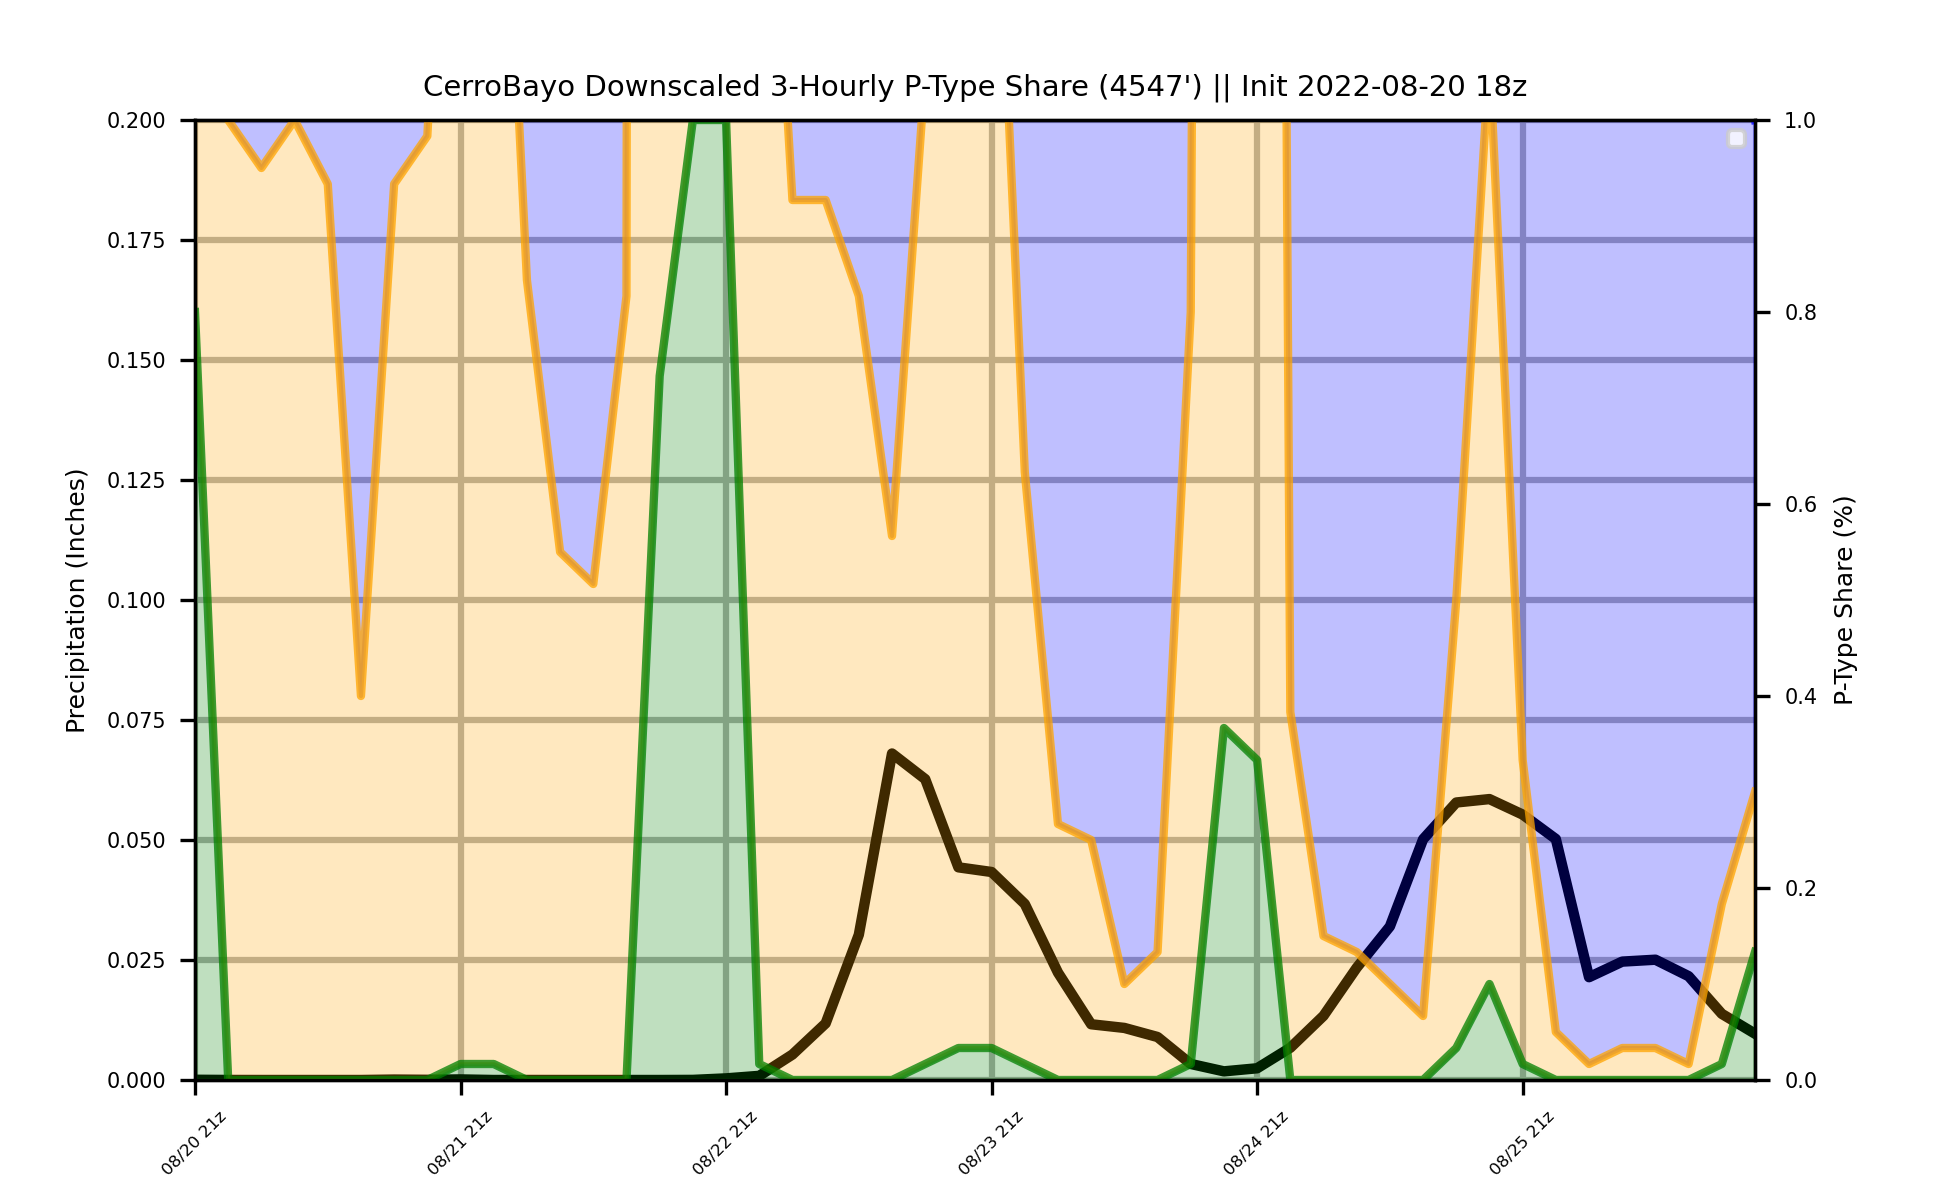 CerroBayo Downscaled 3-Hourly P-Type Share (4547') || Init 2022-08-20 18z
0.200
0.175
0.150
0.125
0.100
0.075
0.050
0.025
0.000
Precipitation (Inches)
1.0
0.8
0.6
0.4
0.2
0.0
P-Type Share (%)
08/20 21z
08/21 21z
08/22 21z
08/23 21z
08/24 21z
08/25 21z